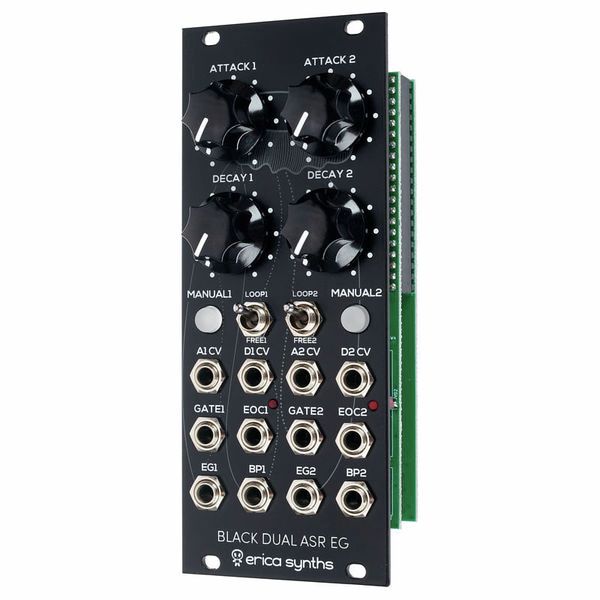 ATTACK 1 ATTACK 2
DECAY 1 DECAY 2
MANUAL1 LOOP1 LOOP2 MANUAL2
FREE1 FREE2
A1 CV D1 CV A2 CV D2 CV
GATE1 EOC1 GATE2 EOC2
EG1 BP1 EG2 BP2
BLACK DUAL ASR EG
erica synths